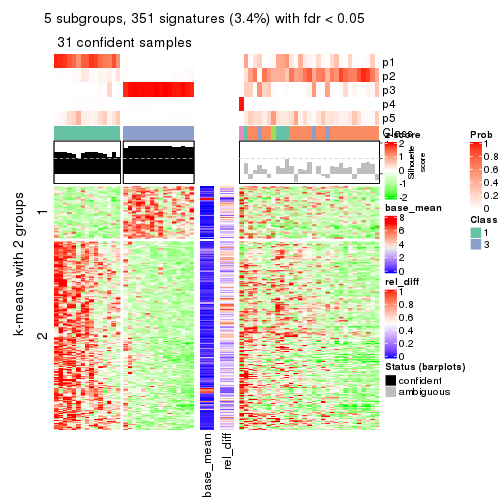 5 subgroups, 351 signatures (3.4%) with fdr < 0.05
31 confident samples
p1
p2
p3
p4
p5
Class
Silhouette
score
1
2
k-means with 2 groups
base_mean
rel_diff
z-score
2
1
0
-1
-2
base_mean
8
6
4
2
0
rel_diff
1
0.8
0.6
0.4
0.2
0
Status (barplots)
confident
ambiguous
Prob
1
0.8
0.6
0.4
0.2
0
Class
1
3